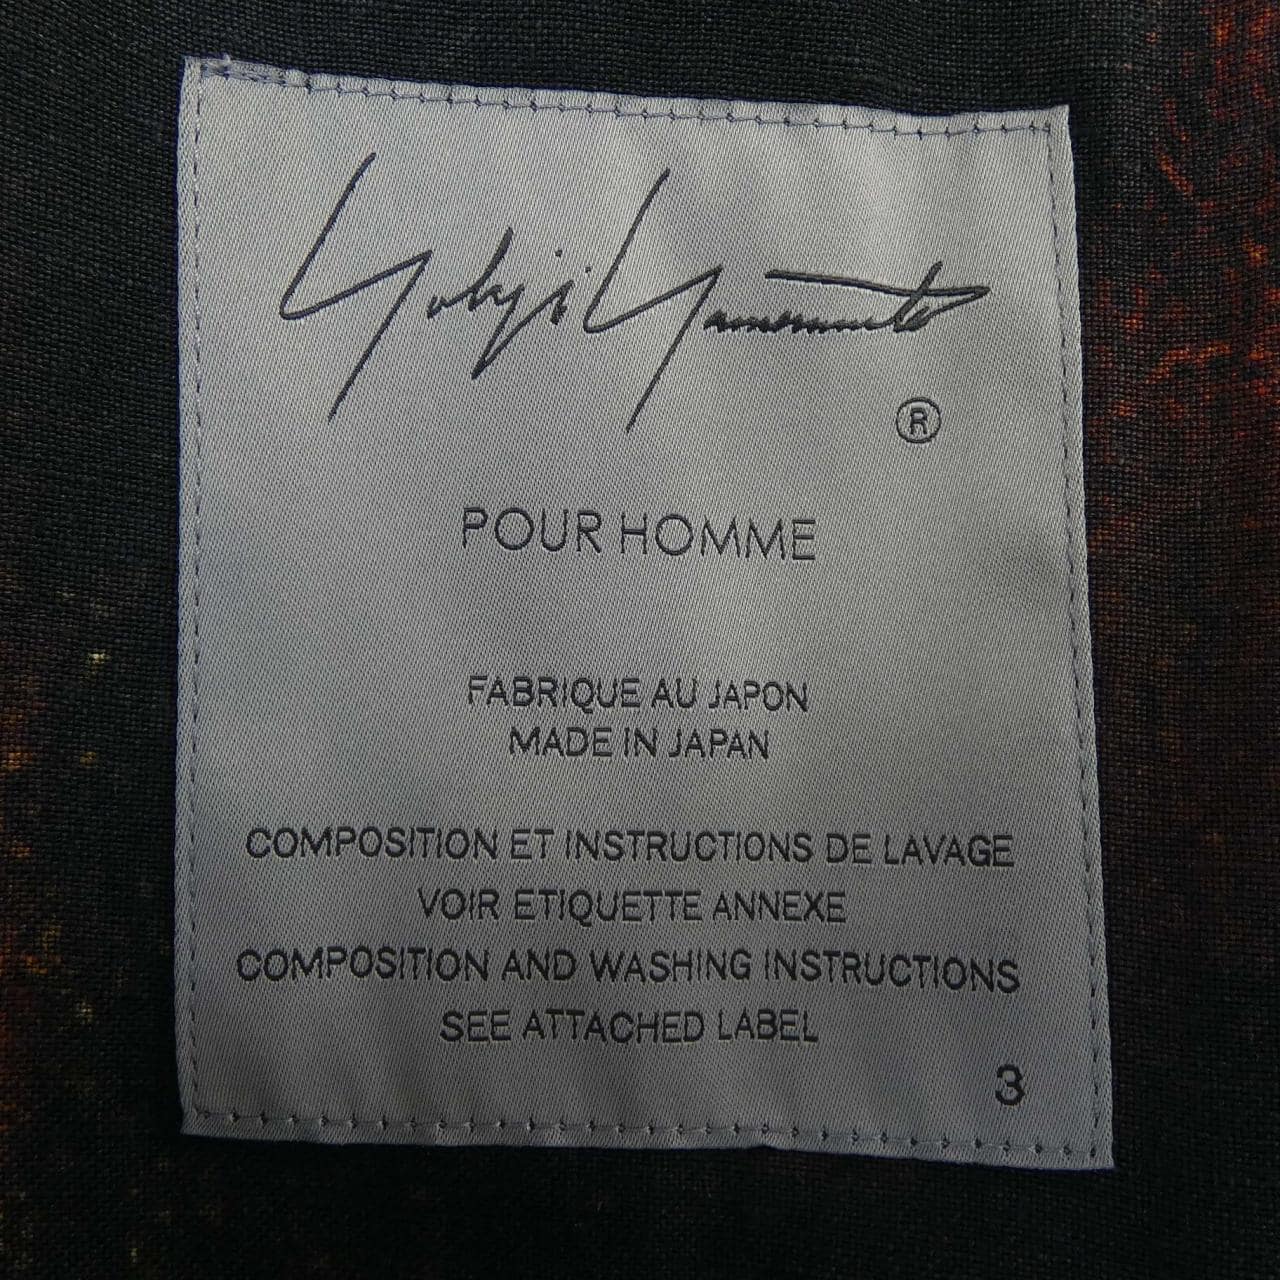 Yohji Yamamoto
®
POUR HOMME
FABRIQUE AU JAPON
MADE IN JAPAN
COMPOSITION ET INSTRUCTIONS DE LAVAGE
VOIR ETIQUETTE ANNEXE
COMPOSITION AND WASHING INSTRUCTIONS
SEE ATTACHED LABEL
3